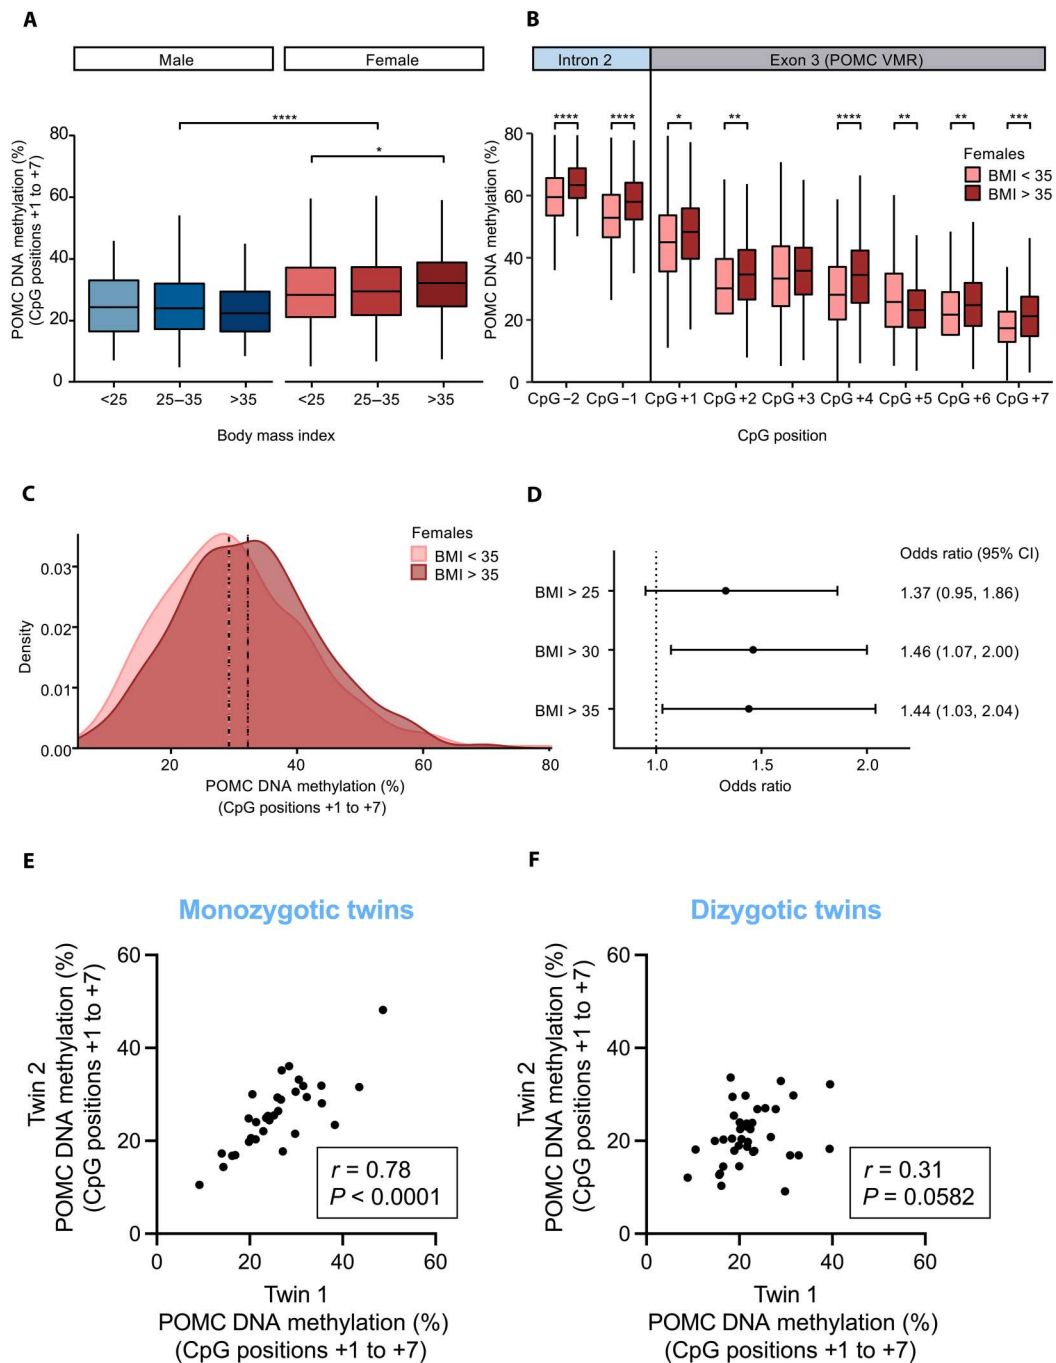 A
Male
Female
****
*
POMC DNA methylation (%)
(CpG positions +1 to +7)
80
60
40
20
0
<25
25–35
>35
<25
25–35
>35
Body mass index
B
Intron 2
Exon 3 (POMC VMR)
****
****
*
**
****
**
**
***
Females
BMI < 35
BMI > 35
POMC DNA methylation (%)
80
60
40
20
0
CpG −2
CpG −1
CpG +1
CpG +2
CpG +3
CpG +4
CpG +5
CpG +6
CpG +7
CpG position
C
Females
BMI < 35
BMI > 35
Density
0.03
0.02
0.01
0.00
20
40
60
80
POMC DNA methylation (%)
(CpG positions +1 to +7)
D
Odds ratio (95% CI)
BMI > 25
1.37 (0.95, 1.86)
BMI > 30
1.46 (1.07, 2.00)
BMI > 35
1.44 (1.03, 2.04)
1.0
1.5
2.0
Odds ratio
E
Monozygotic twins
Twin 2
POMC DNA methylation (%)
(CpG positions +1 to +7)
60
40
20
0
r = 0.78
P < 0.0001
0
20
40
60
Twin 1
POMC DNA methylation (%)
(CpG positions +1 to +7)
F
Dizygotic twins
Twin 2
POMC DNA methylation (%)
(CpG positions +1 to +7)
60
40
20
0
r = 0.31
P = 0.0582
0
20
40
60
Twin 1
POMC DNA methylation (%)
(CpG positions +1 to +7)